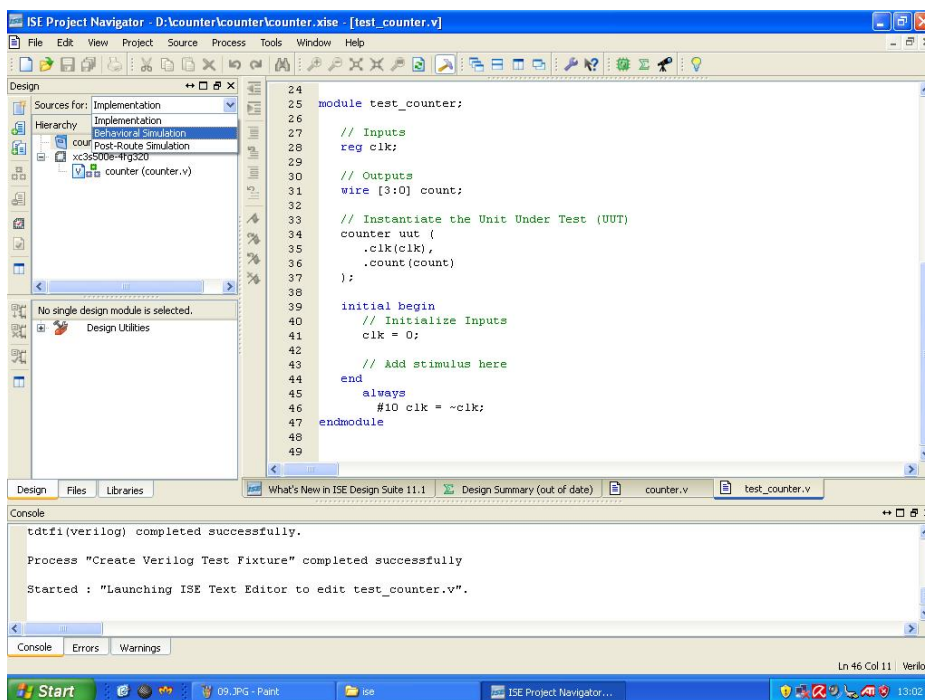 ISE Project Navigator - D:\counter\counter\counter.xise - [test_counter.v]
File Edit View Project Source Process Tools Window Help
Design
Sources for: Implementation
Implementation
Hierarchy
Behavioral Simulation
Post-Route Simulation
xc3s500e-4fg320
counter (counter.v)
No single design module is selected.
Design Utilities
Design Files Libraries
24
25 module test_counter;
26
27 // Inputs
28 reg clk;
29
30 // Outputs
31 wire [3:0] count;
32
33 // Instantiate the Unit Under Test (UUT)
34 counter uut (
35 .clk(clk),
36 .count(count)
37 );
38
39 initial begin
40 // Initialize Inputs
41 clk = 0;
42
43 // Add stimulus here
44 end
45 always
46 #10 clk = ~clk;
47 endmodule
48
49
What's New in ISE Design Suite 11.1 Design Summary (out of date) counter.v test_counter.v
Console
tdtfi(verilog) completed successfully.
Process "Create Verilog Test Fixture" completed successfully
Started : "Launching ISE Text Editor to edit test_counter.v".
Console Errors Warnings
Ln 46 Col 11 Verilo
Start 09.JPG - Paint ise ISE Project Navigator... 13:02